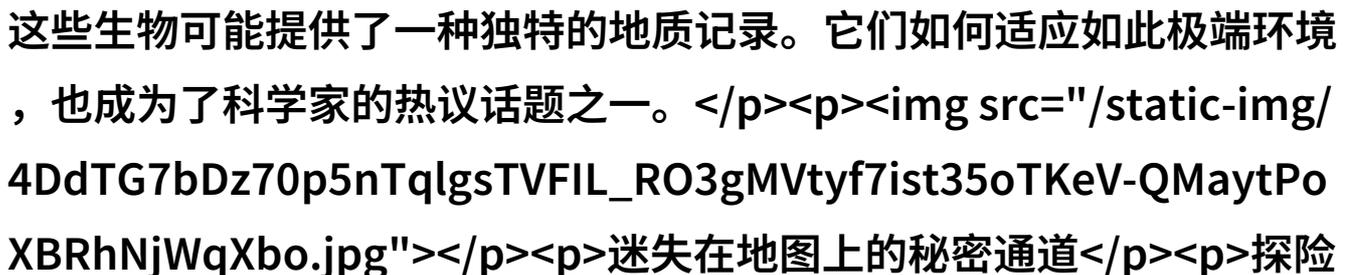 这些生物可能提供了一种独特的地质记录。它们如何适应如此极端环境
，也成为了科学家的热议话题之一。</p><p><img src="/static-img/
4DdTG7bDz70p5nTqlgsTVFIL_RO3gMVtyf7ist35oTKeV-QMaytPo
XBRhNjWqXbo.jpg"></p><p>迷失在地图上的秘密通道</p><p>探险